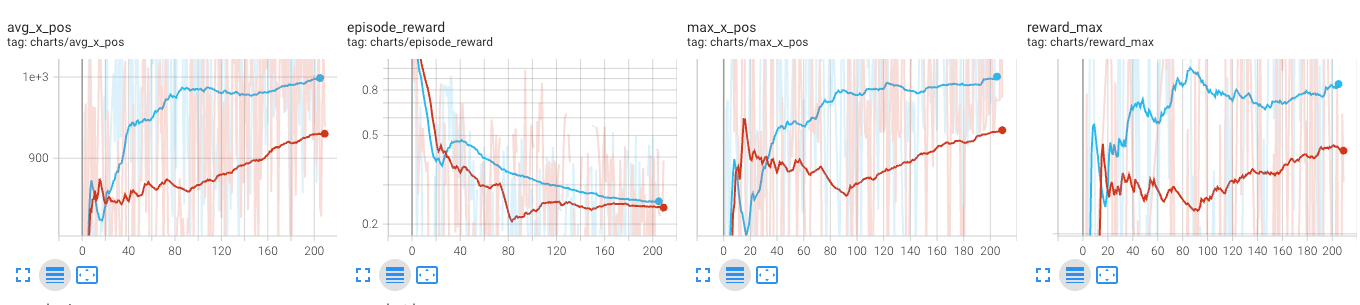 avg_x_pos
tag: charts/avg_x_pos
1e+3
900
0 40 80 120 160 200
episode_reward
tag: charts/episode_reward
0.8
0.5
0.2
0 40 80 120 160 200
max_x_pos
tag: charts/max_x_pos
0 20 40 60 80 100 120 140 160 180 200
reward_max
tag: charts/reward_max
0 20 40 60 80 100 120 140 160 180 200